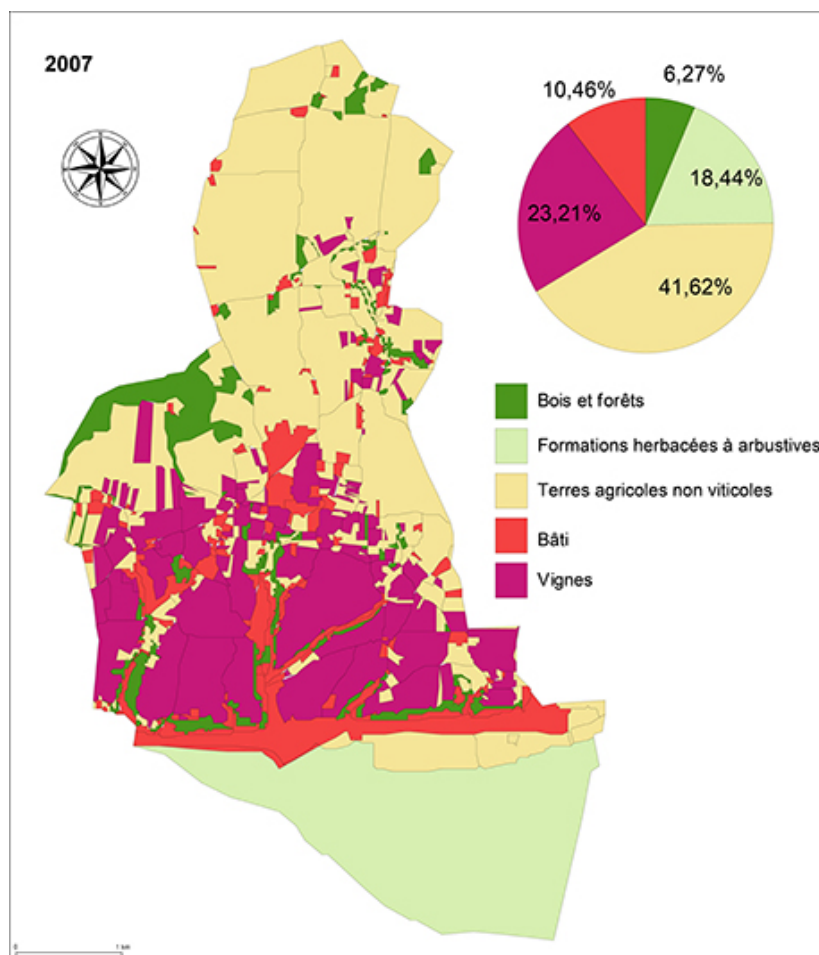 2007
6,27%
10,46%
18,44%
23,21%
41,62%
Bois et forêts
Formations herbacées à arbustives
Terres agricoles non viticoles
Bâti
Vignes
0 1 km